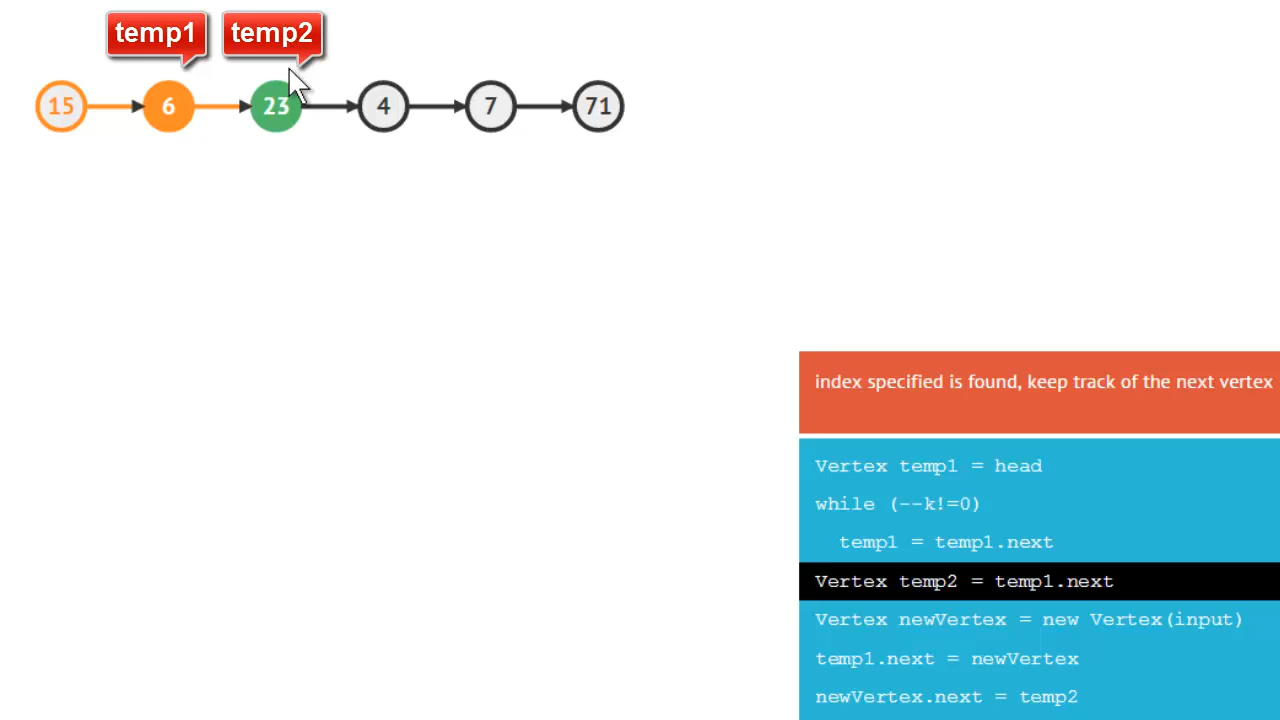 temp1 temp2
15 6 23 4 7 71
index specified is found, keep track of the next vertex
Vertex temp1 = head
while (--k!=0)
temp1 = temp1.next
Vertex temp2 = temp1.next
Vertex newVertex = new Vertex(input)
temp1.next = newVertex
newVertex.next = temp2